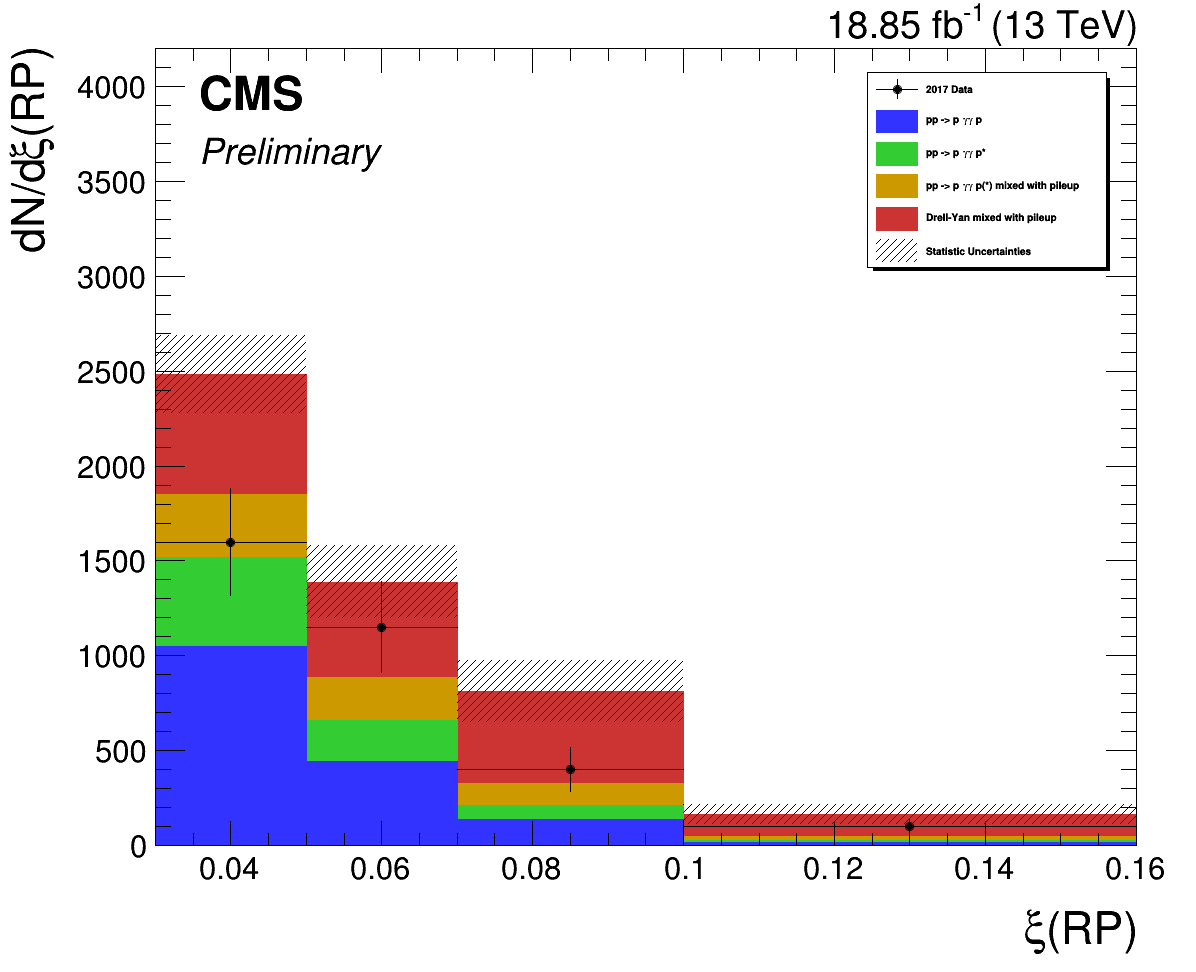 18.85 fb⁻¹ (13 TeV)
dN/dξ(RP)
CMS
Preliminary
2017 Data
pp -> p γγ p
pp -> p γγ p*
pp -> p γγ p(*) mixed with pileup
Drell-Yan mixed with pileup
Statistic Uncertainties
4000
3500
3000
2500
2000
1500
1000
500
0
0.04 0.06 0.08 0.1 0.12 0.14 0.16
ξ(RP)